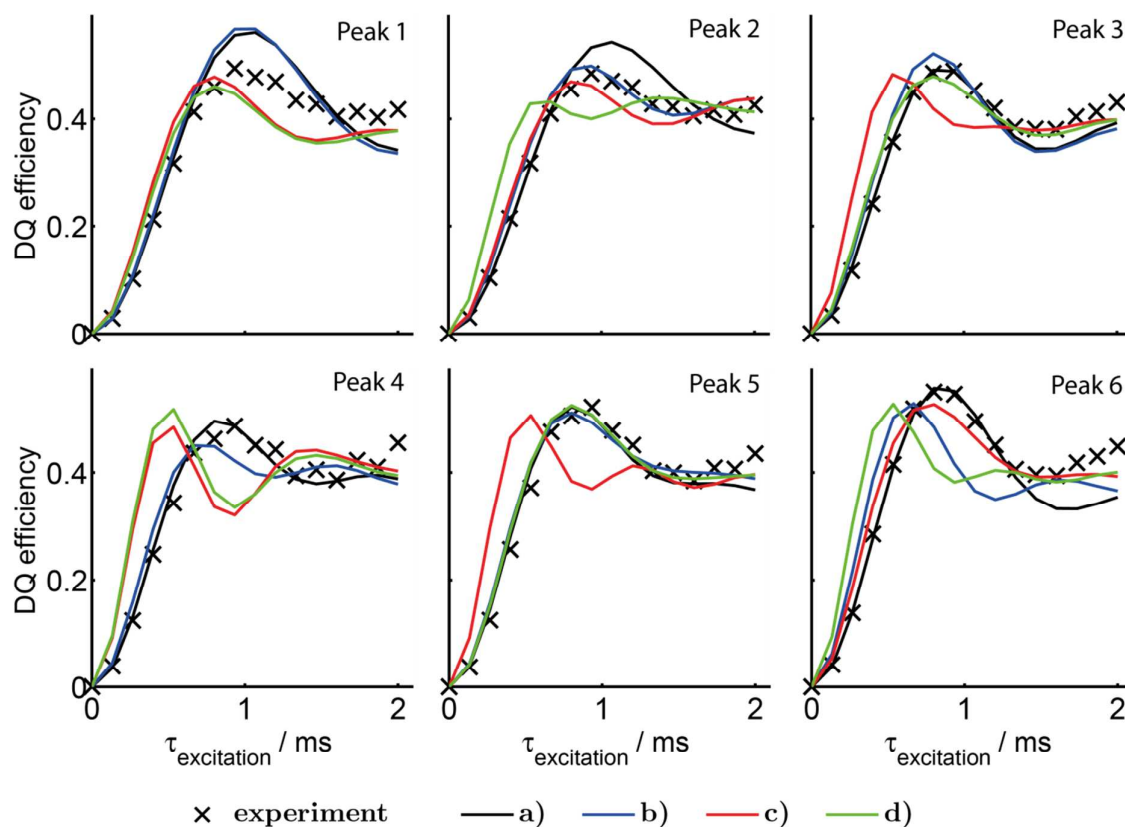 Peak 1
Peak 2
Peak 3
DQ efficiency
0.4
0.2
0
Peak 4
Peak 5
Peak 6
DQ efficiency
0.4
0.2
0
0 1 2
0 1 2
0 1 2
τexcitation / ms
τexcitation / ms
τexcitation / ms
× experiment a) b) c) d)